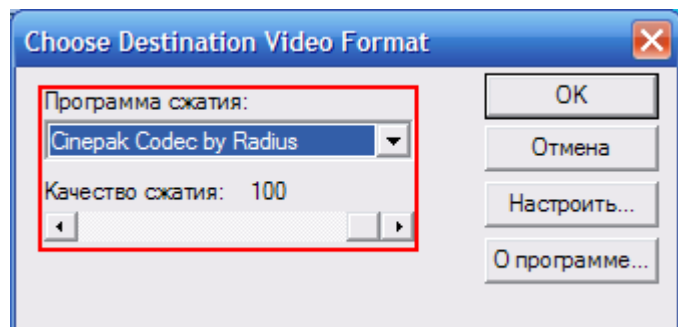 Choose Destination Video Format
Программа сжатия:
Cinepak Codec by Radius
Качество сжатия: 100
OK
Отмена
Настроить...
О программе...